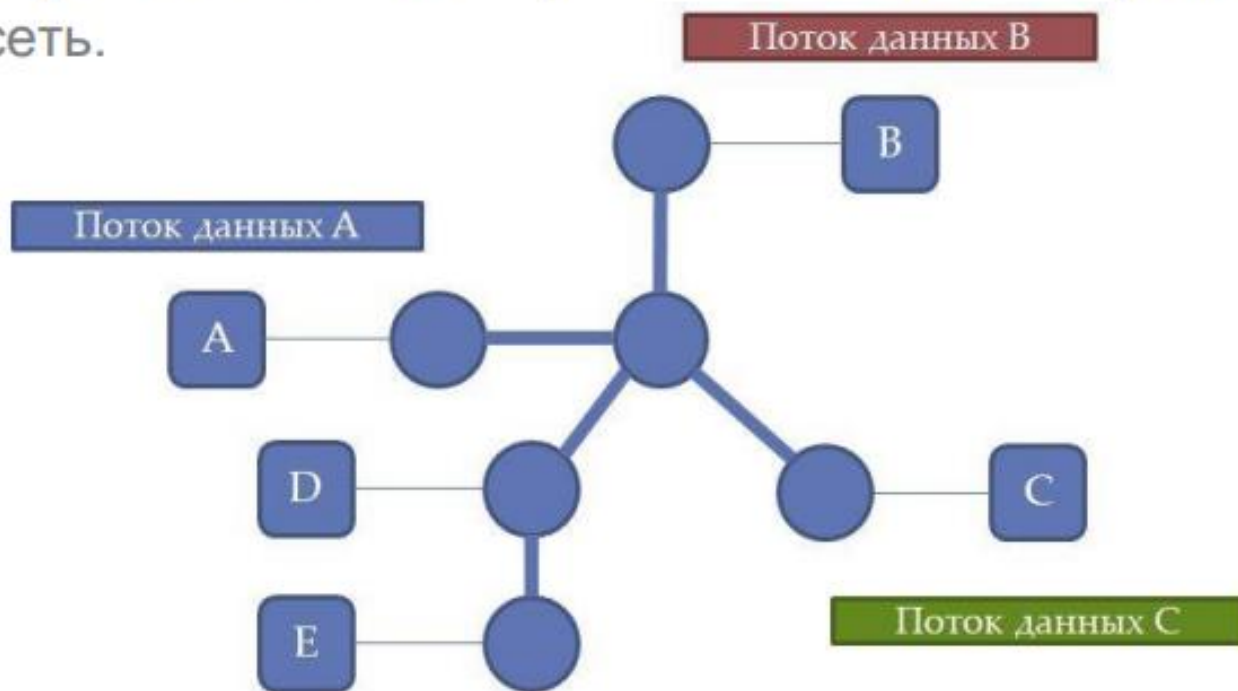 сеть.
Поток данных B
B
Поток данных A
A
D
C
E
Поток данных C